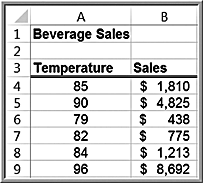 A B
1 Beverage Sales
2
3 Temperature Sales
4 85 $ 1,810
5 90 $ 4,825
6 79 $ 438
7 82 $ 775
8 84 $ 1,213
9 96 $ 8,692